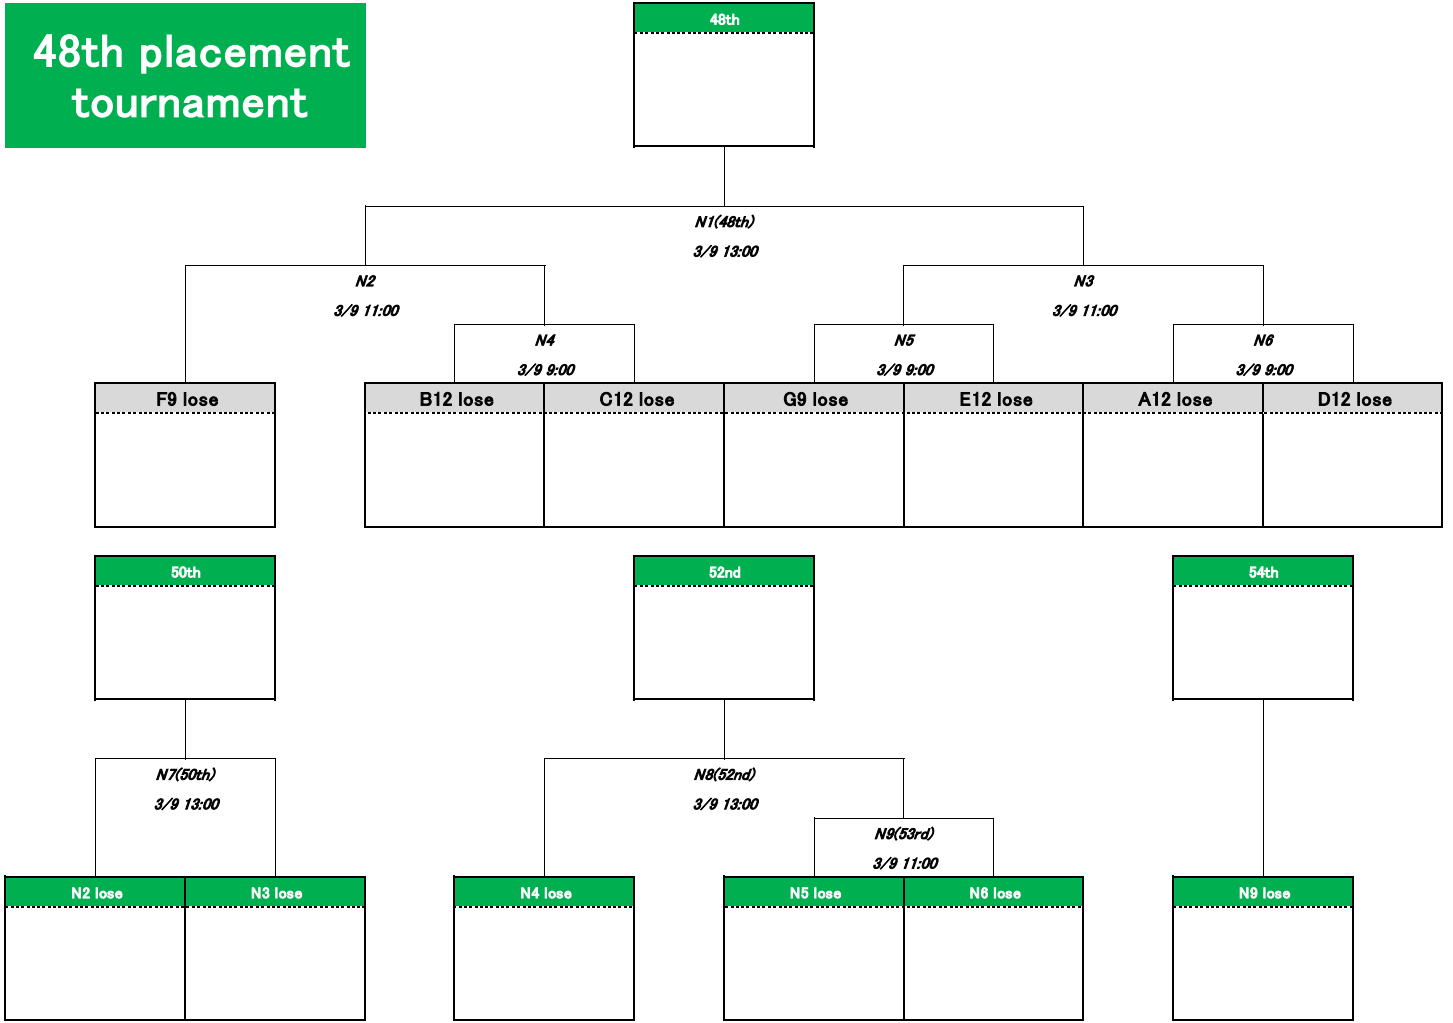 48th placement
tournament
48th
N1(48th)
3/9 13:00
N2
3/9 11:00
N3
3/9 11:00
N4
3/9 9:00
N5
3/9 9:00
N6
3/9 9:00
F9 lose
B12 lose
C12 lose
G9 lose
E12 lose
A12 lose
D12 lose
50th
52nd
54th
N7(50th)
3/9 13:00
N8(52nd)
3/9 13:00
N9(53rd)
3/9 11:00
N2 lose
N3 lose
N4 lose
N5 lose
N6 lose
N9 lose